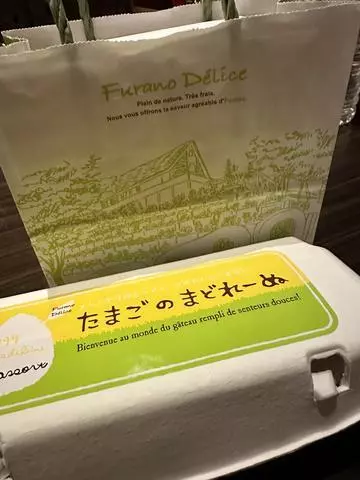 Furano Délice
Plein de nature. Très frais.
Nous vous offrons la saveur agréable d'Furano.
Furano
Délice
たまごのまどれーぬ
Bienvenue au monde du gâteau rempli de senteurs douces!